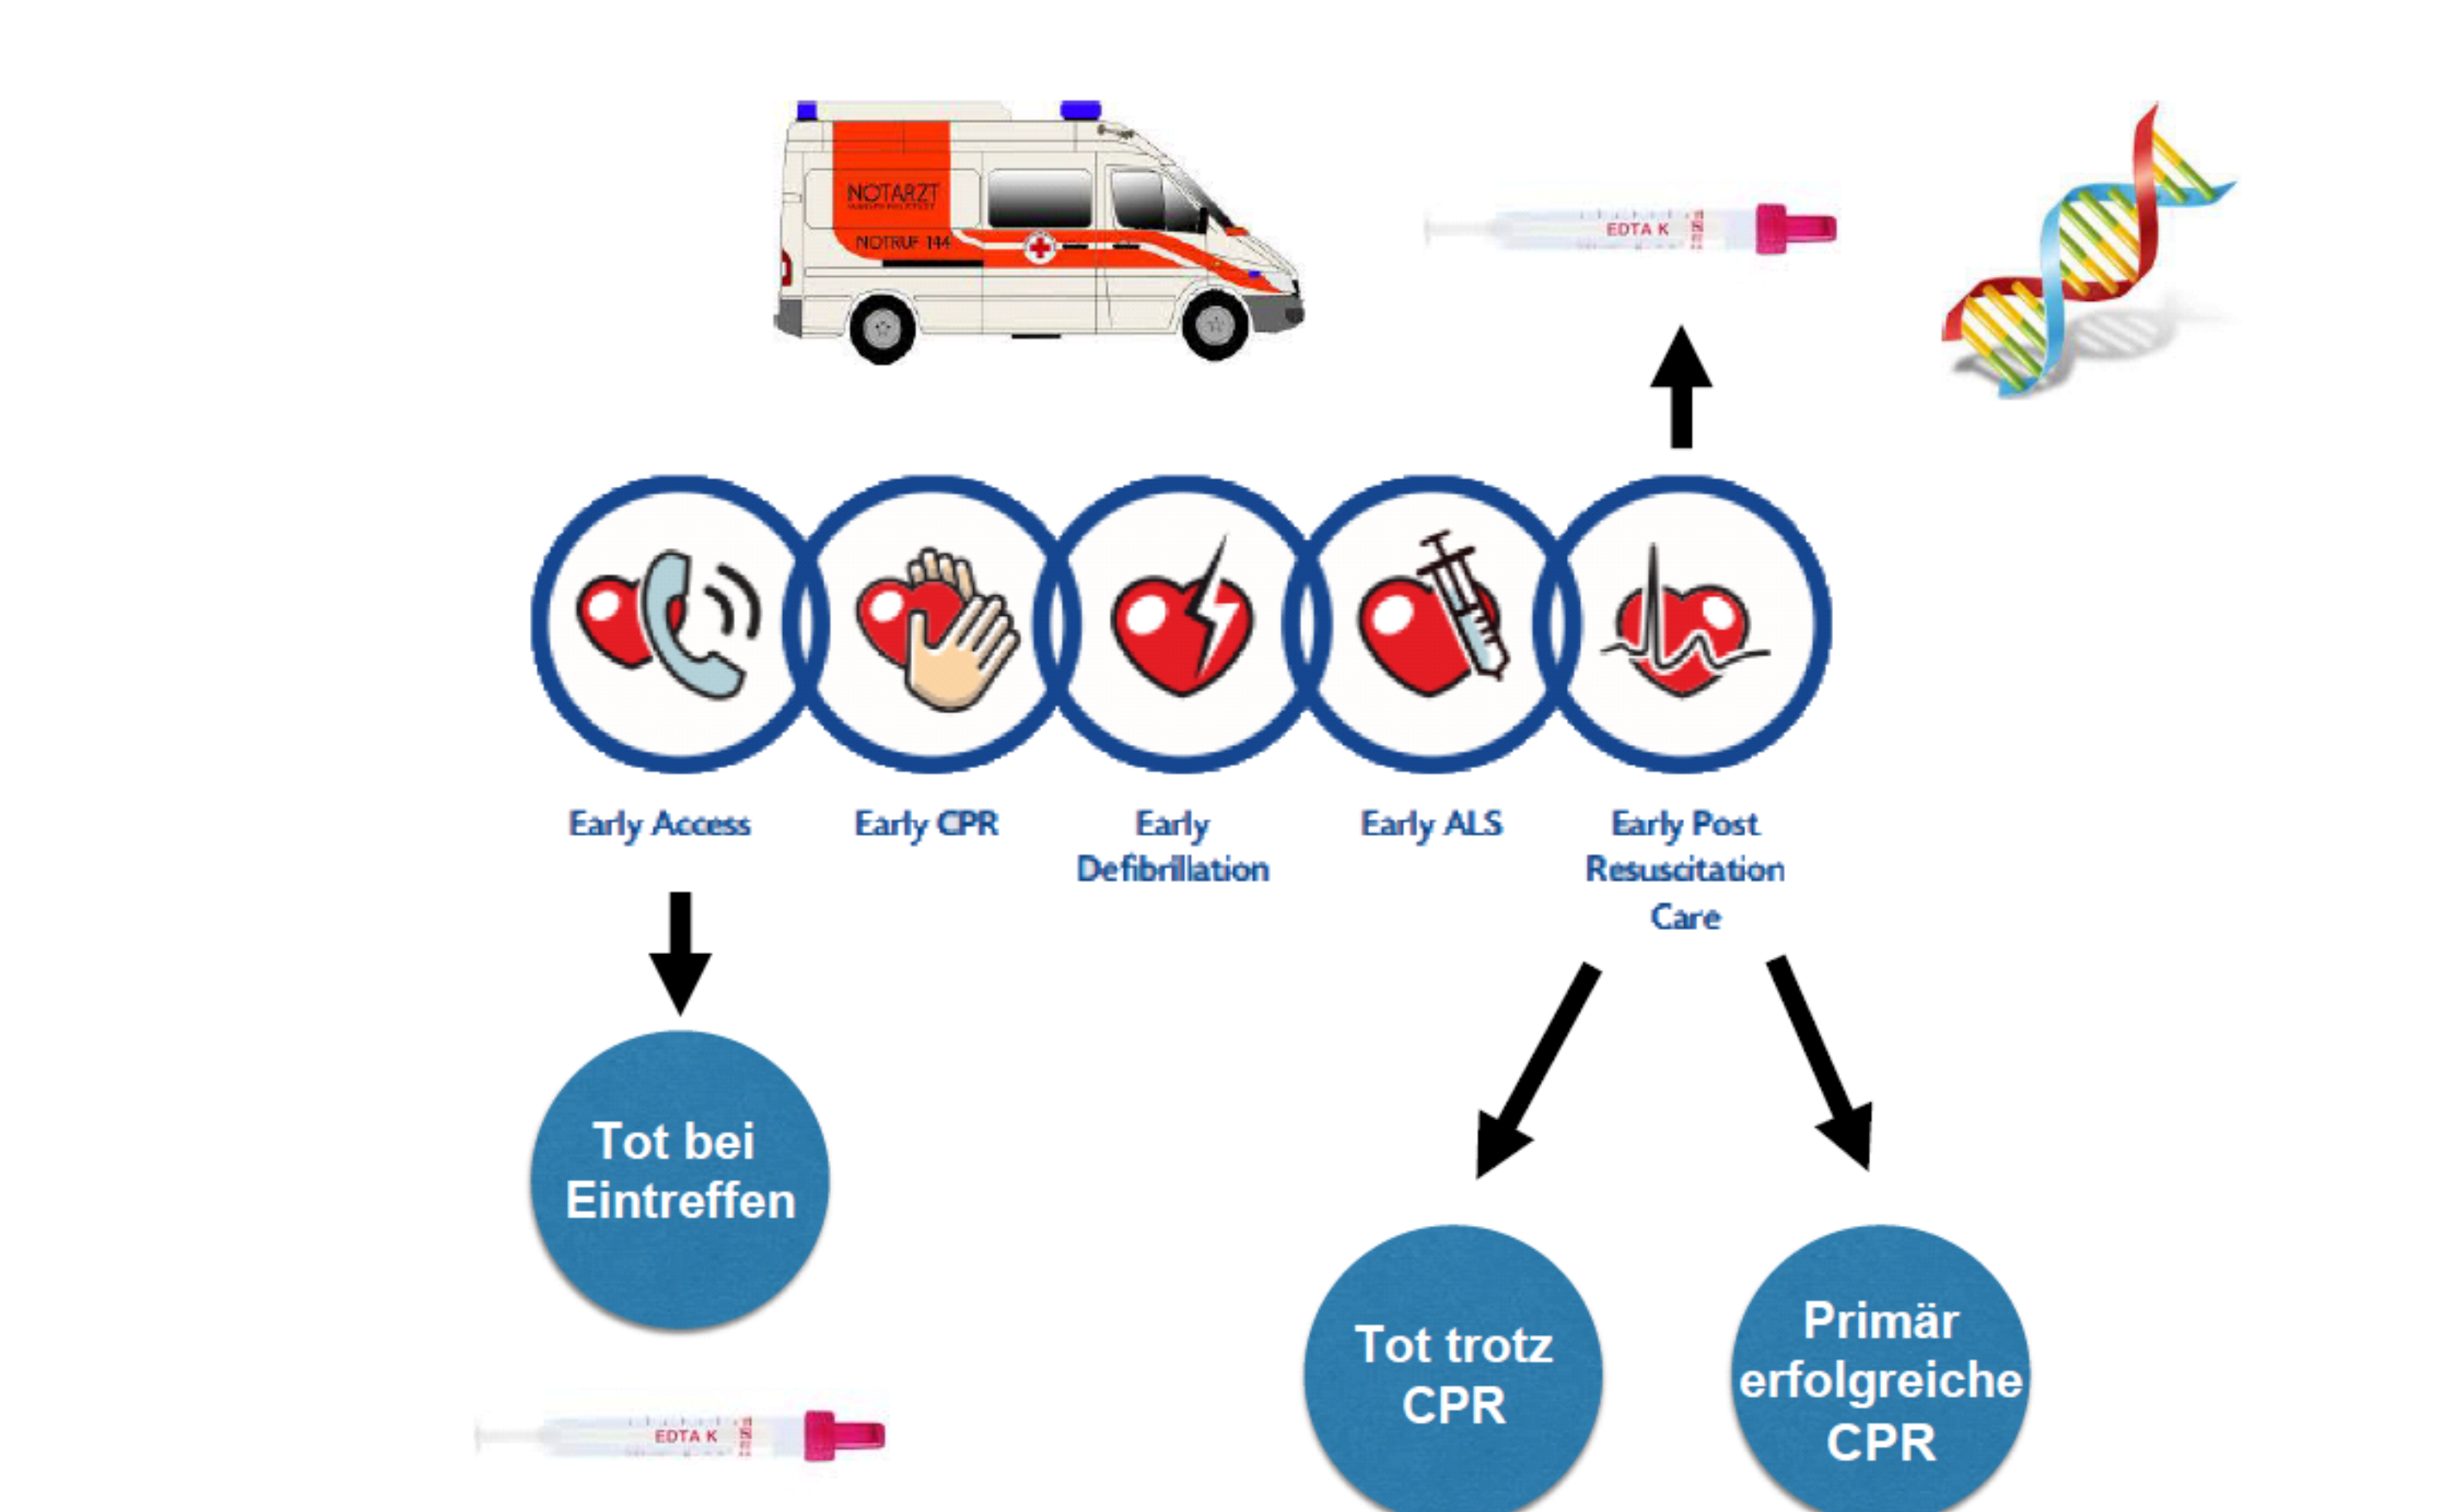 NOTARZT
NOTRUF 144
EDTA K
Early Access
Early CPR
Early
Defibrillation
Early ALS
Early Post
Resuscitation
Care
Tot bei
Eintreffen
Tot trotz
CPR
Primär
erfolgreiche
CPR
EDTA K